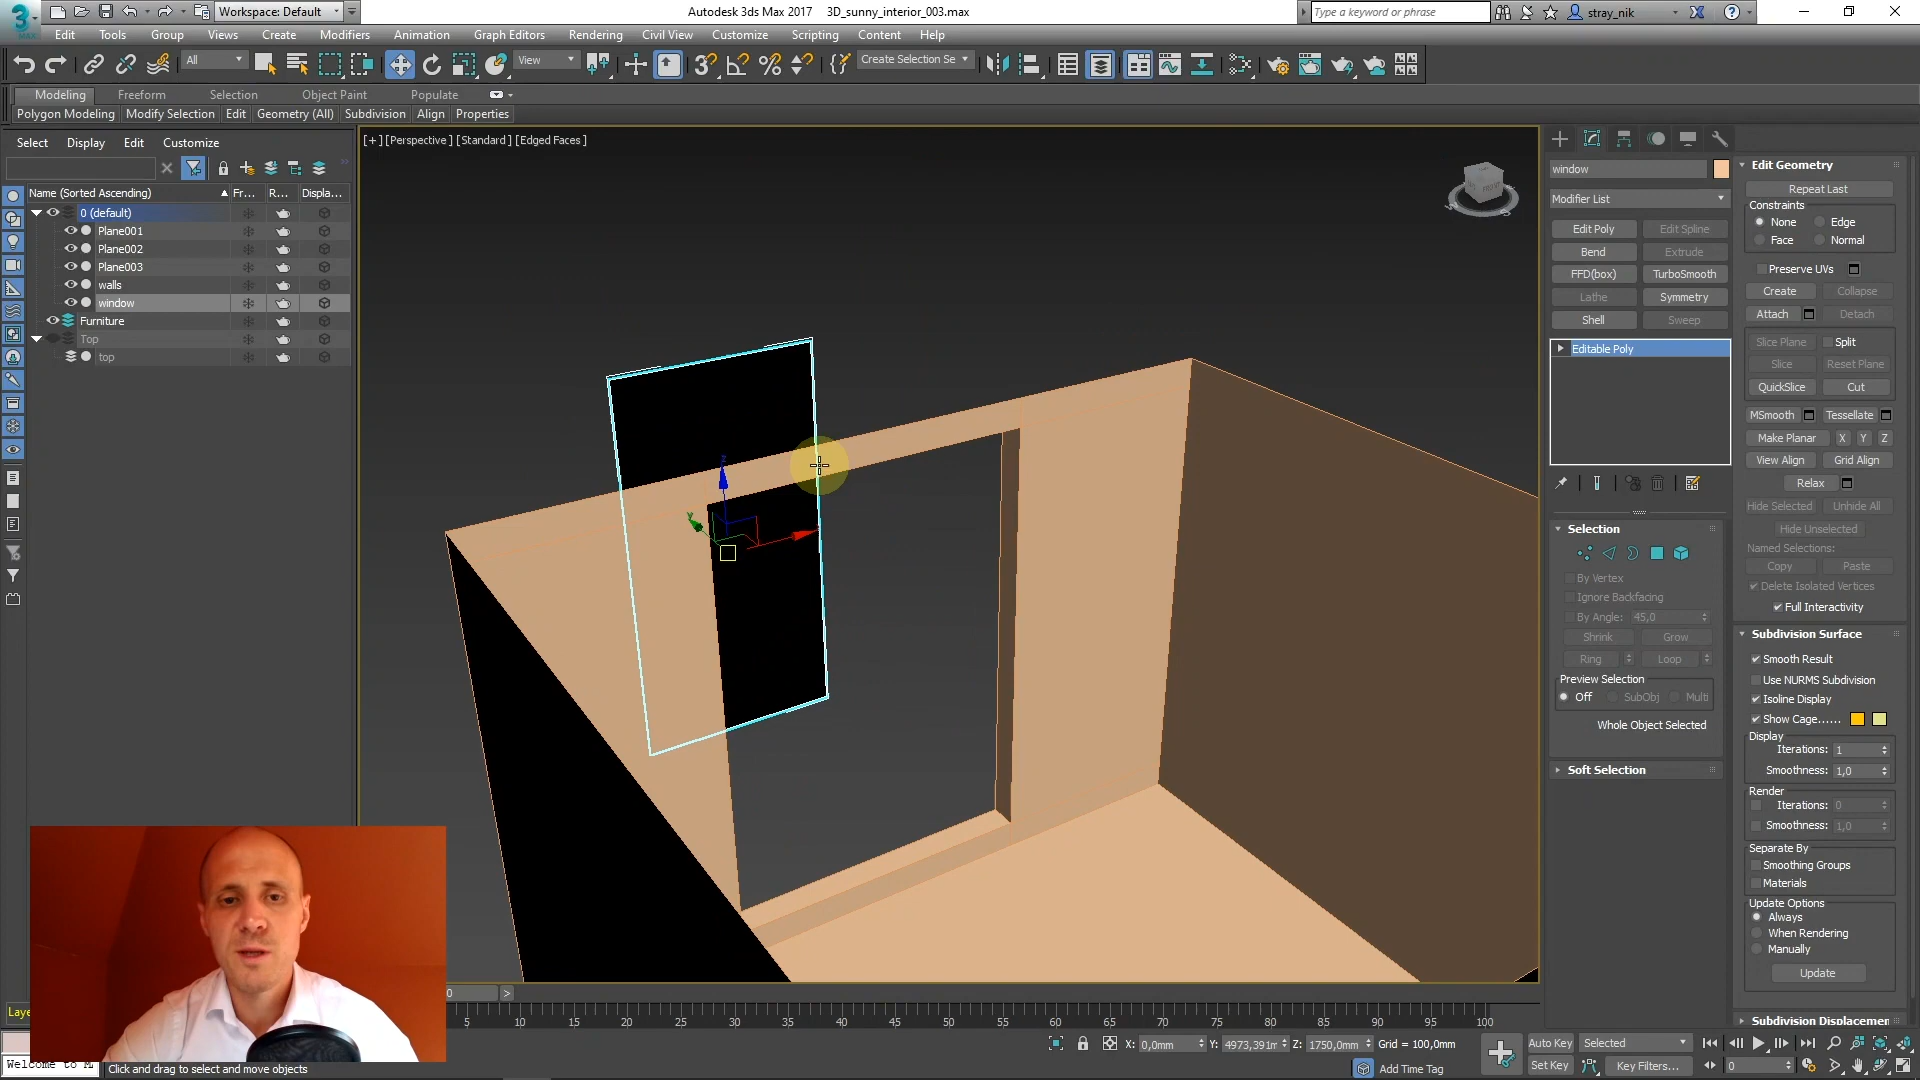 Workspace: Default
Autodesk 3ds Max 2017    3D_sunny_interior_003.max
Type a keyword or phrase
stray_nik
MAX
Edit Tools Group Views Create Modifiers Animation Graph Editors Rendering Civil View Customize Scripting Content Help
All
View
Create Selection Se
Modeling Freeform Selection Object Paint Populate
Polygon Modeling Modify Selection Edit Geometry (All) Subdivision Align Properties
Select Display Edit Customize
Name (Sorted Ascending) Fr... R... Displa...
0 (default)
Plane001
Plane002
Plane003
walls
window
Furniture
Top
top
[+] [Perspective] [Standard] [Edged Faces]
window
Modifier List
Edit Poly Edit Spline
Bend Extrude
FFD(box) TurboSmooth
Lathe Symmetry
Shell Sweep
Editable Poly
Selection
By Vertex
Ignore Backfacing
By Angle: 45,0
Shrink Grow
Ring Loop
Preview Selection
Off SubObj Multi
Whole Object Selected
Soft Selection
Edit Geometry
Repeat Last
Constraints
None Edge
Face Normal
Preserve UVs
Create Collapse
Attach Detach
Slice Plane Split
Slice Reset Plane
QuickSlice Cut
MSmooth Tessellate
Make Planar X Y Z
View Align Grid Align
Relax
Hide Selected Unhide All
Hide Unselected
Named Selections:
Copy Paste
Delete Isolated Vertices
Full Interactivity
Subdivision Surface
Smooth Result
Use NURMS Subdivision
Isoline Display
Show Cage......
Display
Iterations: 1
Smoothness: 1,0
Render
Iterations: 0
Smoothness: 1,0
Separate By
Smoothing Groups
Materials
Update Options
Always
When Rendering
Manually
Update
Subdivision Displacemen
0 >
5 10 15 20 25 30 35 40 45 50 55 60 65 70 75 80 85 90 95 100
Laye
X: 0,0mm Y: 4973,391m Z: 1750,0mm Grid = 100,0mm
Auto Key Selected
Welcome to M
Click and drag to select and move objects
Add Time Tag
Set Key Key Filters...
0